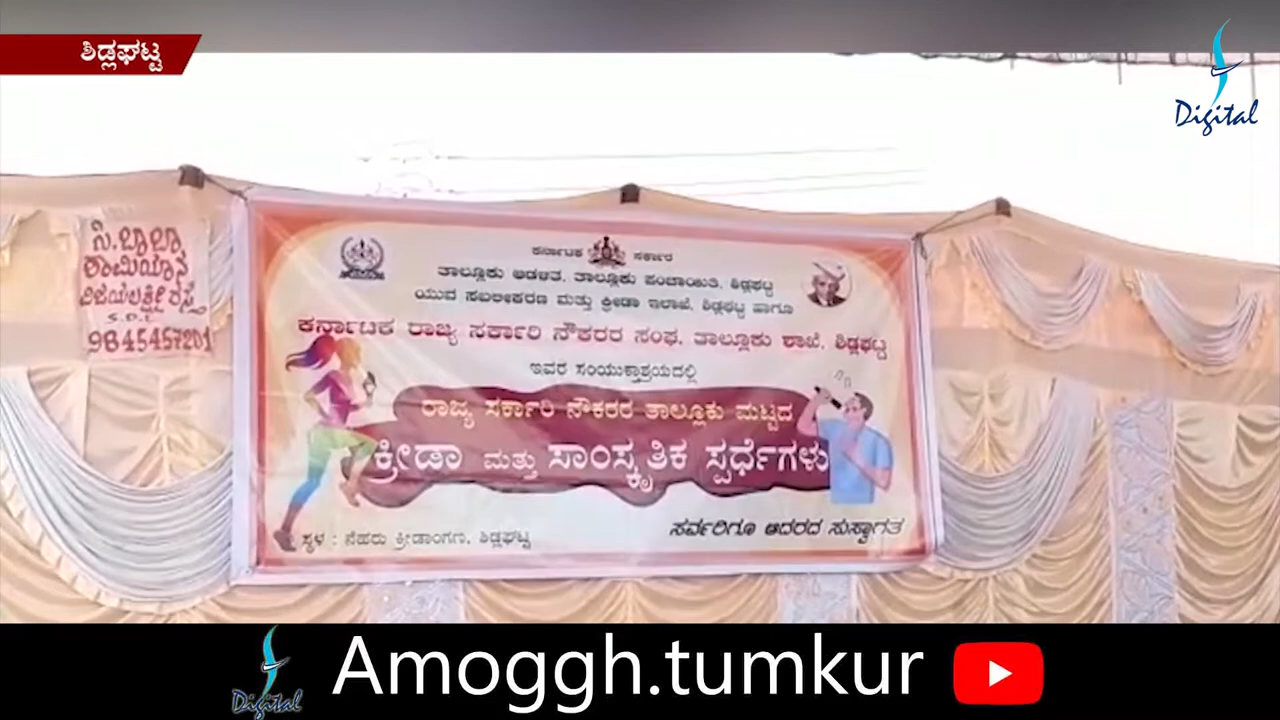 ಶಿಡ್ಲಘಟ್ಟ
Digital
ಕರ್ನಾಟಕ ಸರ್ಕಾರ
ತಾಲ್ಲೂಕು ಆಡಳಿತ, ತಾಲ್ಲೂಕು ಪಂಚಾಯಿತಿ, ಶಿಡ್ಲಘಟ್ಟ
ಯುವ ಸಬಲೀಕರಣ ಮತ್ತು ಕ್ರೀಡಾ ಇಲಾಖೆ, ಶಿಡ್ಲಘಟ್ಟ ಹಾಗೂ
ಕರ್ನಾಟಕ ರಾಜ್ಯ ಸರ್ಕಾರಿ ನೌಕರರ ಸಂಘ, ತಾಲ್ಲೂಕು ಶಾಖೆ, ಶಿಡ್ಲಘಟ್ಟ
ಇವರ ಸಂಯುಕ್ತಾಶ್ರಯದಲ್ಲಿ
ರಾಜ್ಯ ಸರ್ಕಾರಿ ನೌಕರರ ತಾಲ್ಲೂಕು ಮಟ್ಟದ
ಕ್ರೀಡಾ ಮತ್ತು ಸಾಂಸ್ಕೃತಿಕ ಸ್ಪರ್ಧೆಗಳು
ಸರ್ವರಿಗೂ ಆದರದ ಸುಸ್ವಾಗತ
ಸ್ಥಳ : ನೆಹರು ಕ್ರೀಡಾಂಗಣ, ಶಿಡ್ಲಘಟ್ಟ
ಸಿ.ಬ್ಯಾಲ್ಯಾ
ಶಾಮಿಯಾನ
ವಿಜಯಲಕ್ಷ್ಮೀ ರಸ್ತೆ
S.D.L
9845457201
Digital
Amoggh.tumkur